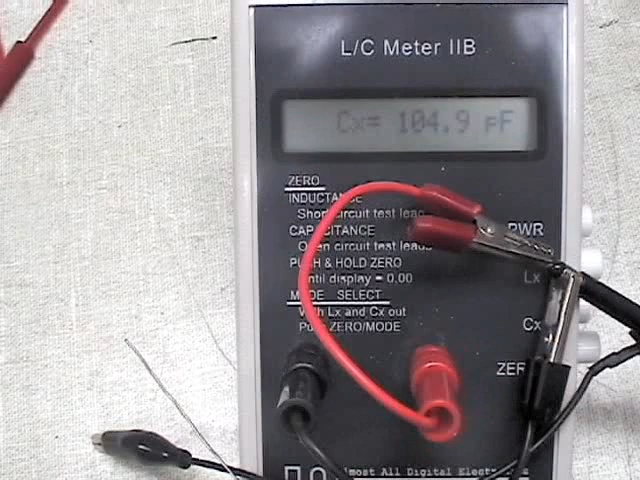 L/C Meter IIB
Cx= 104.9 pF
ZERO
INDUCTANCE
Short circuit test lead
CAPACITANCE
Open circuit test leads
PUSH & HOLD ZERO
until display = 0.00
MODE SELECT
With Lx and Cx out
Push ZERO/MODE
PWR
Lx
Cx
ZER
lmost All Digital Electronics